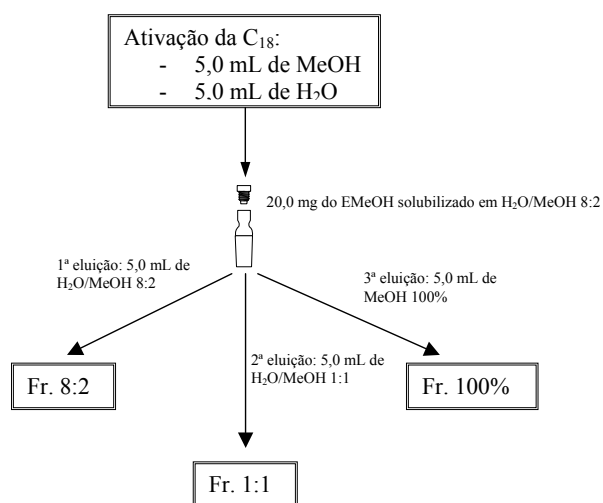 Ativação da C18:
- 5,0 mL de MeOH
- 5,0 mL de H2O
20,0 mg do EMeOH solubilizado em H2O/MeOH 8:2
1ª eluição: 5,0 mL de
H2O/MeOH 8:2
3ª eluição: 5,0 mL de
MeOH 100%
2ª eluição: 5,0 mL de
H2O/MeOH 1:1
Fr. 8:2
Fr. 100%
Fr. 1:1